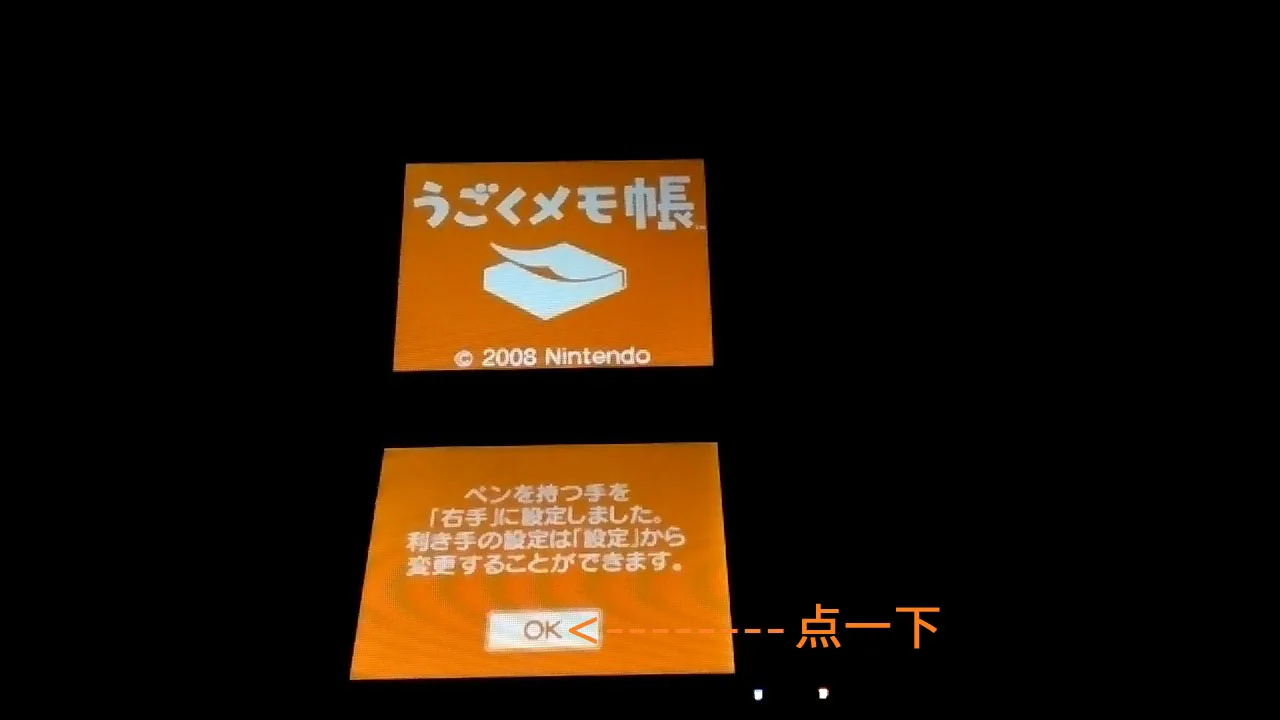 うごくメモ帳
© 2008 Nintendo
ペンを持つ手を
「右手」に設定しました。
利き手の設定は「設定」から
変更することができます。
OK
点一下